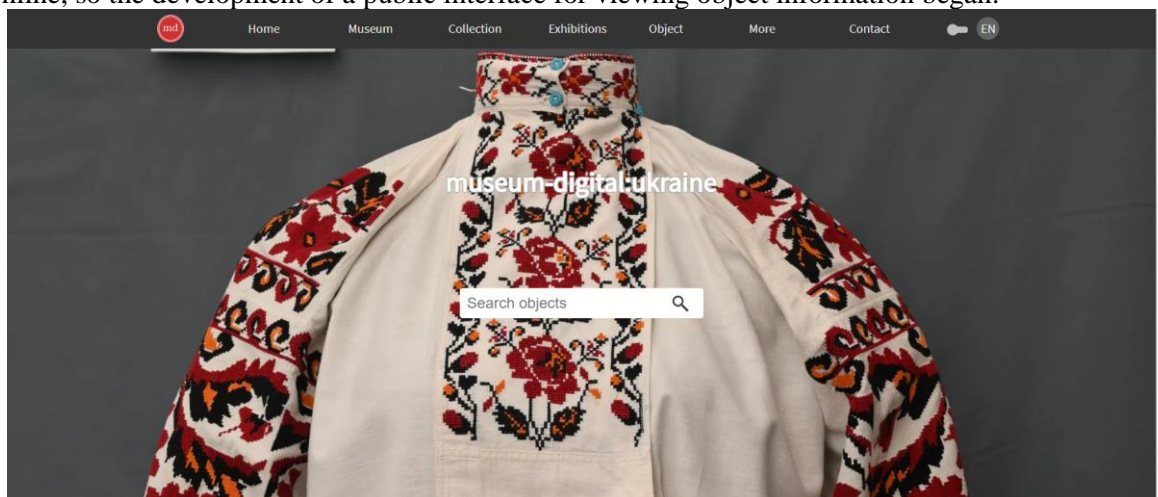 so the development of a public interface for viewing object information began.
md
Home
Museum
Collection
Exhibitions
Object
More
Contact
EN
museum-digital:ukraine
Search objects